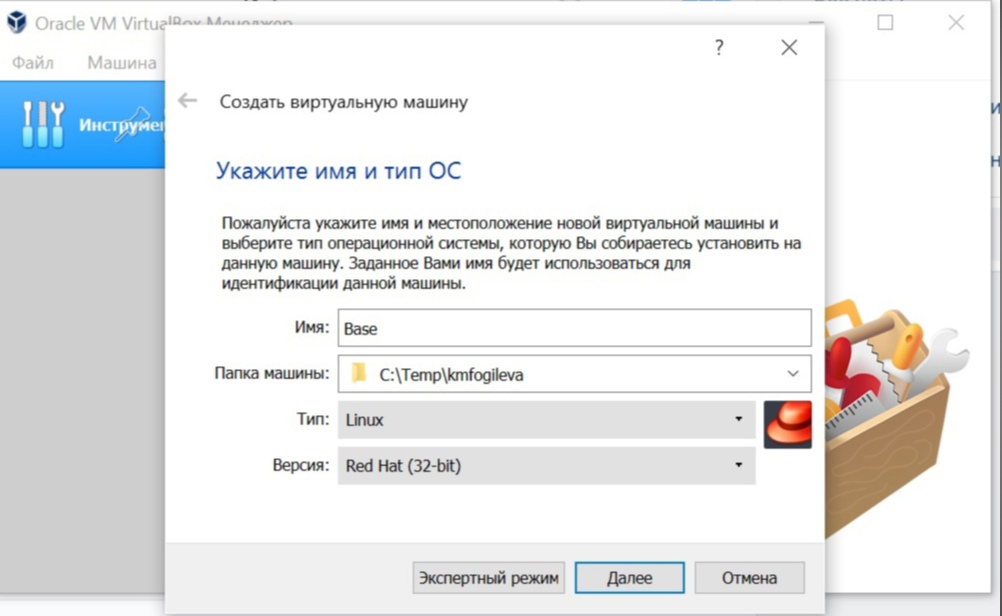 Oracle VM VirtualBox Менеджер
Файл
Машина
Инструмен
?
Создать виртуальную машину
Укажите имя и тип ОС
Пожалуйста укажите имя и местоположение новой виртуальной машины и
выберите тип операционной системы, которую Вы собираетесь установить на
данную машину. Заданное Вами имя будет использоваться для
идентификации данной машины.
Имя: Base
Папка машины: C:\Temp\kmfogileva
Тип: Linux
Версия: Red Hat (32-bit)
Экспертный режим Далее Отмена